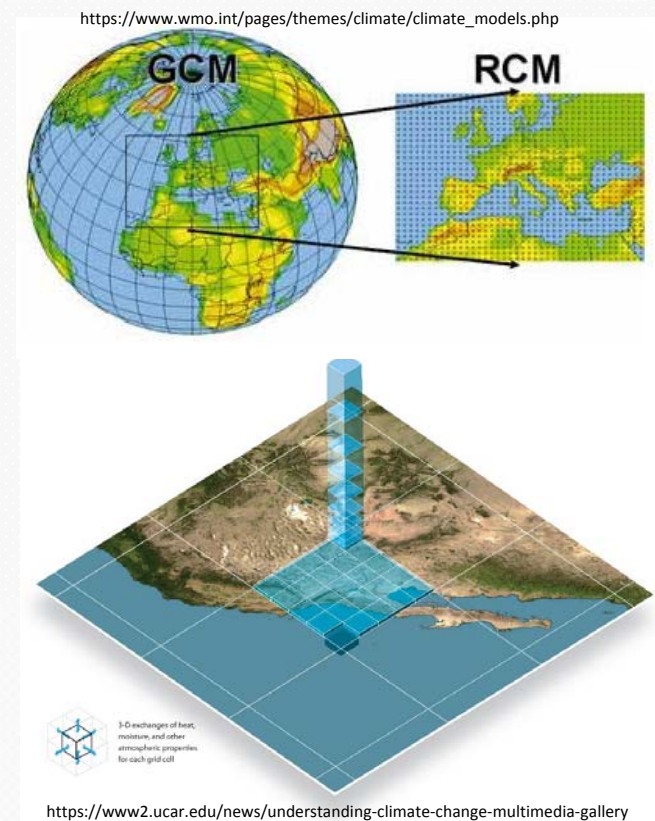 https://www.wmo.int/pages/themes/climate/climate_models.php
GCM
RCM
3-D exchanges of heat,
moisture, and other
atmospheric properties
for each grid cell
https://www2.ucar.edu/news/understanding-climate-change-multimedia-gallery